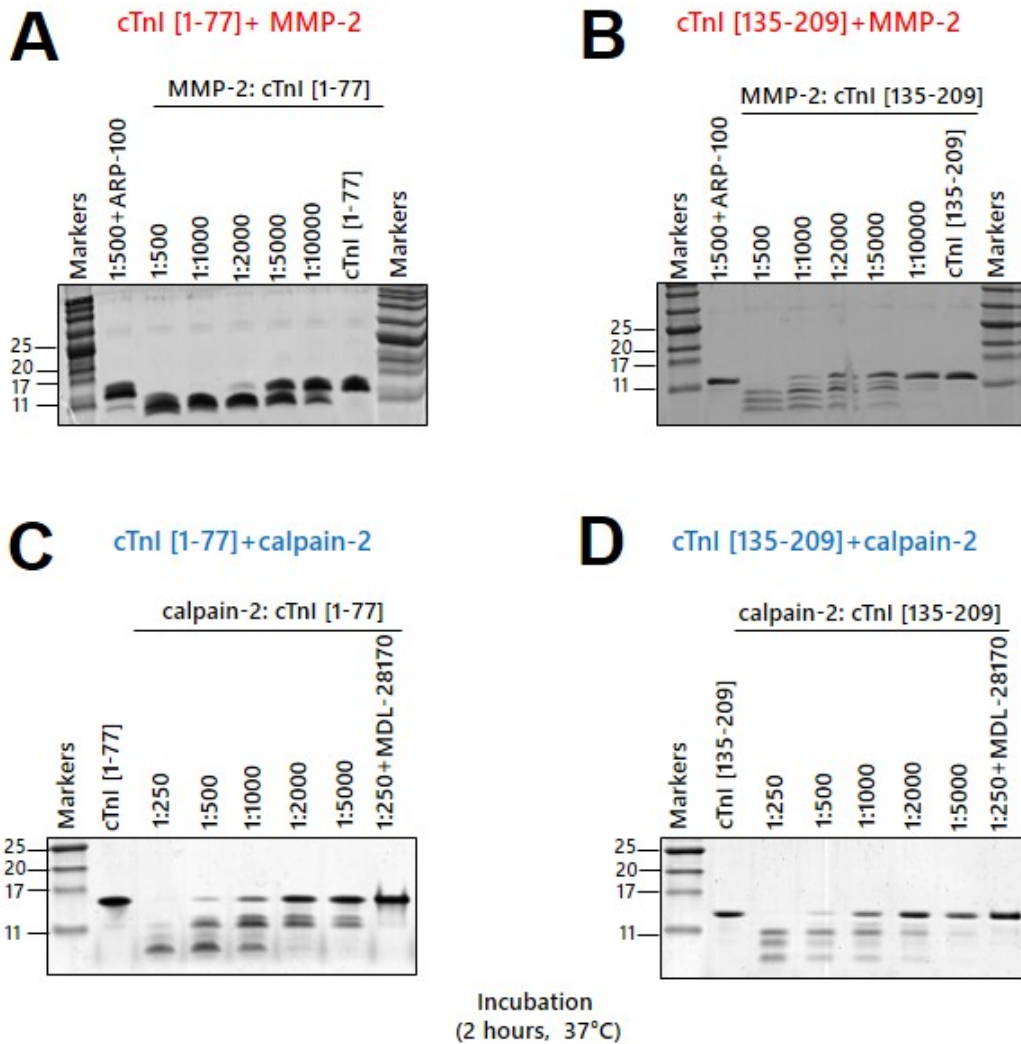 A
cTnI [1-77]+ MMP-2
MMP-2: cTnI [1-77]
Markers
1:500+ARP-100
1:500
1:1000
1:2000
1:5000
1:10000
cTnI [1-77]
Markers
25
20
17
11
B
cTnI [135-209]+MMP-2
MMP-2: cTnI [135-209]
Markers
1:500+ARP-100
1:500
1:1000
1:2000
1:5000
1:10000
cTnI [135-209]
Markers
25
20
17
11
C
cTnI [1-77]+calpain-2
calpain-2: cTnI [1-77]
Markers
cTnI [1-77]
1:250
1:500
1:1000
1:2000
1:5000
1:250+MDL-28170
25
20
17
11
D
cTnI [135-209]+calpain-2
calpain-2: cTnI [135-209]
Markers
cTnI [135-209]
1:250
1:500
1:1000
1:2000
1:5000
1:250+MDL-28170
25
20
17
11
Incubation
(2 hours, 37°C)